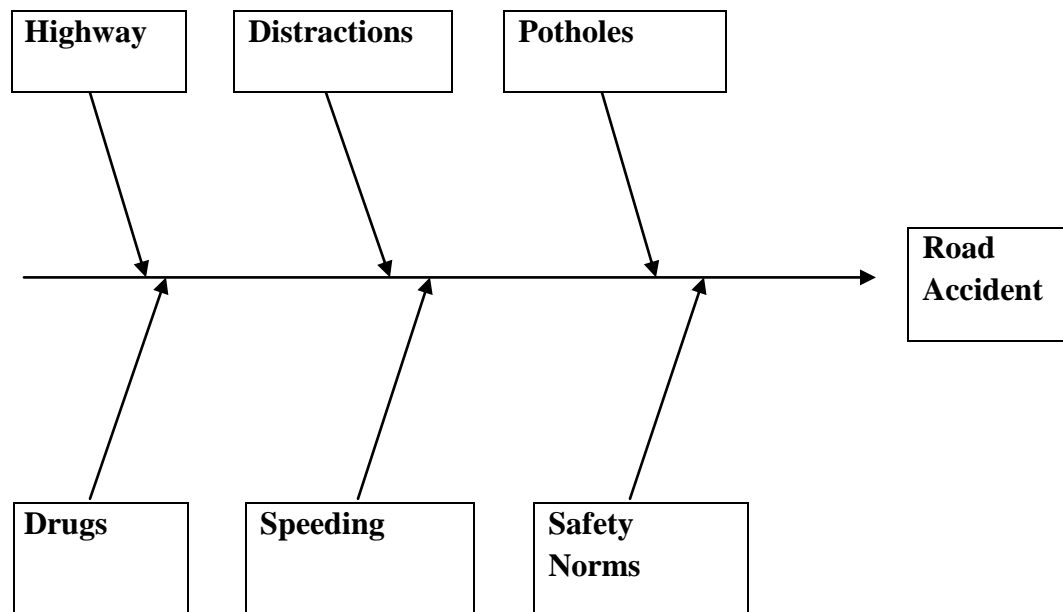 Highway
Distractions
Potholes
Road
Accident
Drugs
Speeding
Safety
Norms